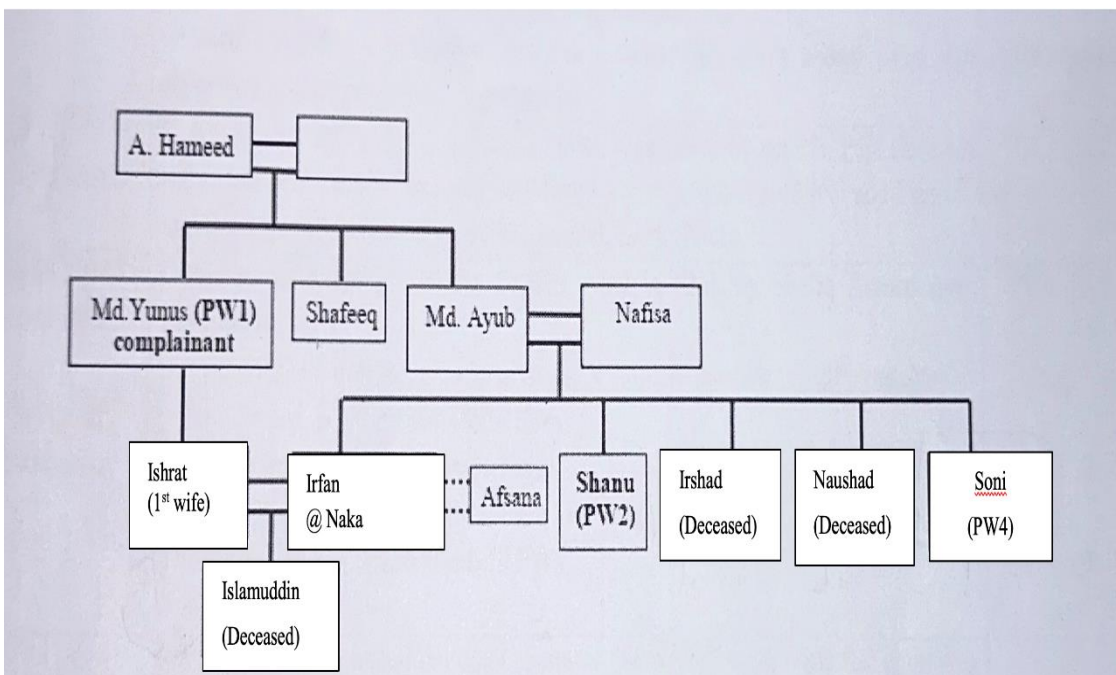 A. Hameed
Md.Yunus (PW1)
complainant
Shafeeq
Md. Ayub
Nafisa
Ishrat
(1st wife)
Irfan
@ Naka
Afsana
Shanu
(PW2)
Irshad
(Deceased)
Naushad
(Deceased)
Soni
(PW4)
Islamuddin
(Deceased)